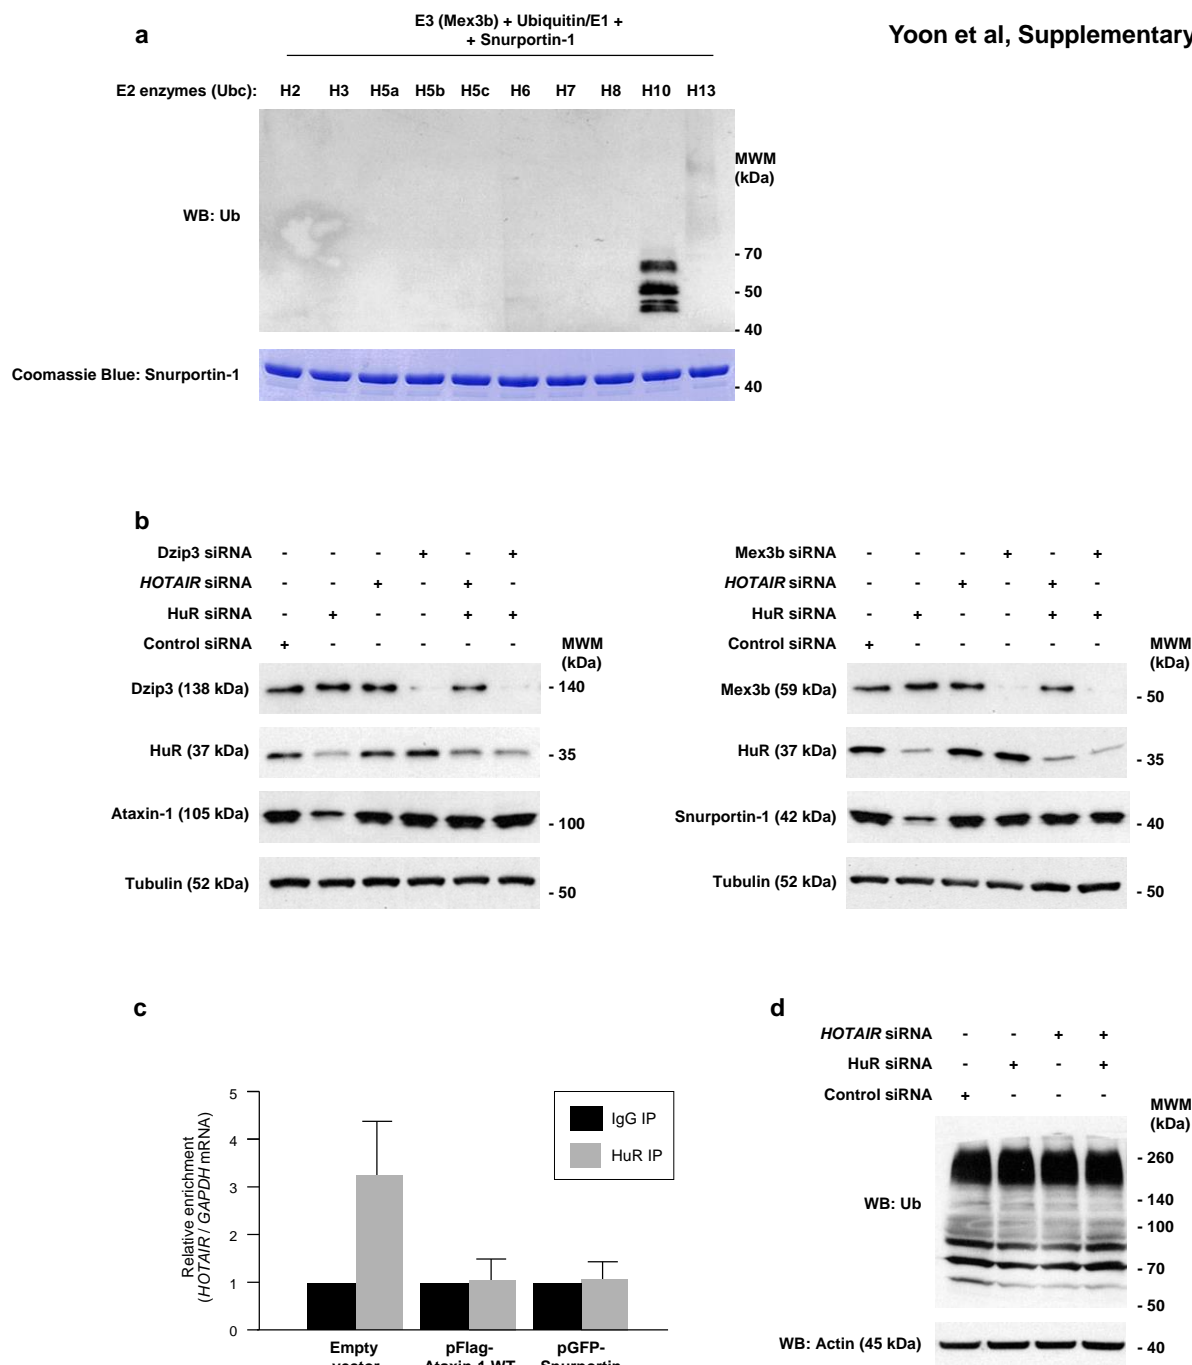 a
E3 (Mex3b) + Ubiquitin/E1 +
+ Snurportin-1
Yoon et al, Supplementary
E2 enzymes (Ubc): H2 H3 H5a H5b H5c H6 H7 H8 H10 H13
MWM
(kDa)
WB: Ub
- 70
- 50
- 40
Coomassie Blue: Snurportin-1
- 40
b
Dzip3 siRNA - - - + - +
HOTAIR siRNA - - + - + -
HuR siRNA - + - - + +
Control siRNA + - - - - -
MWM
(kDa)
Dzip3 (138 kDa) - 140
HuR (37 kDa) - 35
Ataxin-1 (105 kDa) - 100
Tubulin (52 kDa) - 50
Mex3b siRNA - - - + - +
HOTAIR siRNA - - + - + -
HuR siRNA - + - - + +
Control siRNA + - - - - -
MWM
(kDa)
Mex3b (59 kDa) - 50
HuR (37 kDa) - 35
Snurportin-1 (42 kDa) - 40
Tubulin (52 kDa) - 50
c
Relative enrichment
(HOTAIR / GAPDH mRNA)
5
4
3
2
1
0
IgG IP
HuR IP
Empty
vector
pFlag-
Ataxin-1 WT
pGFP-
Snurportin
d
HOTAIR siRNA - - + +
HuR siRNA - + - +
Control siRNA + - - -
MWM
(kDa)
WB: Ub
- 260
- 140
- 100
- 70
- 50
WB: Actin (45 kDa) - 40